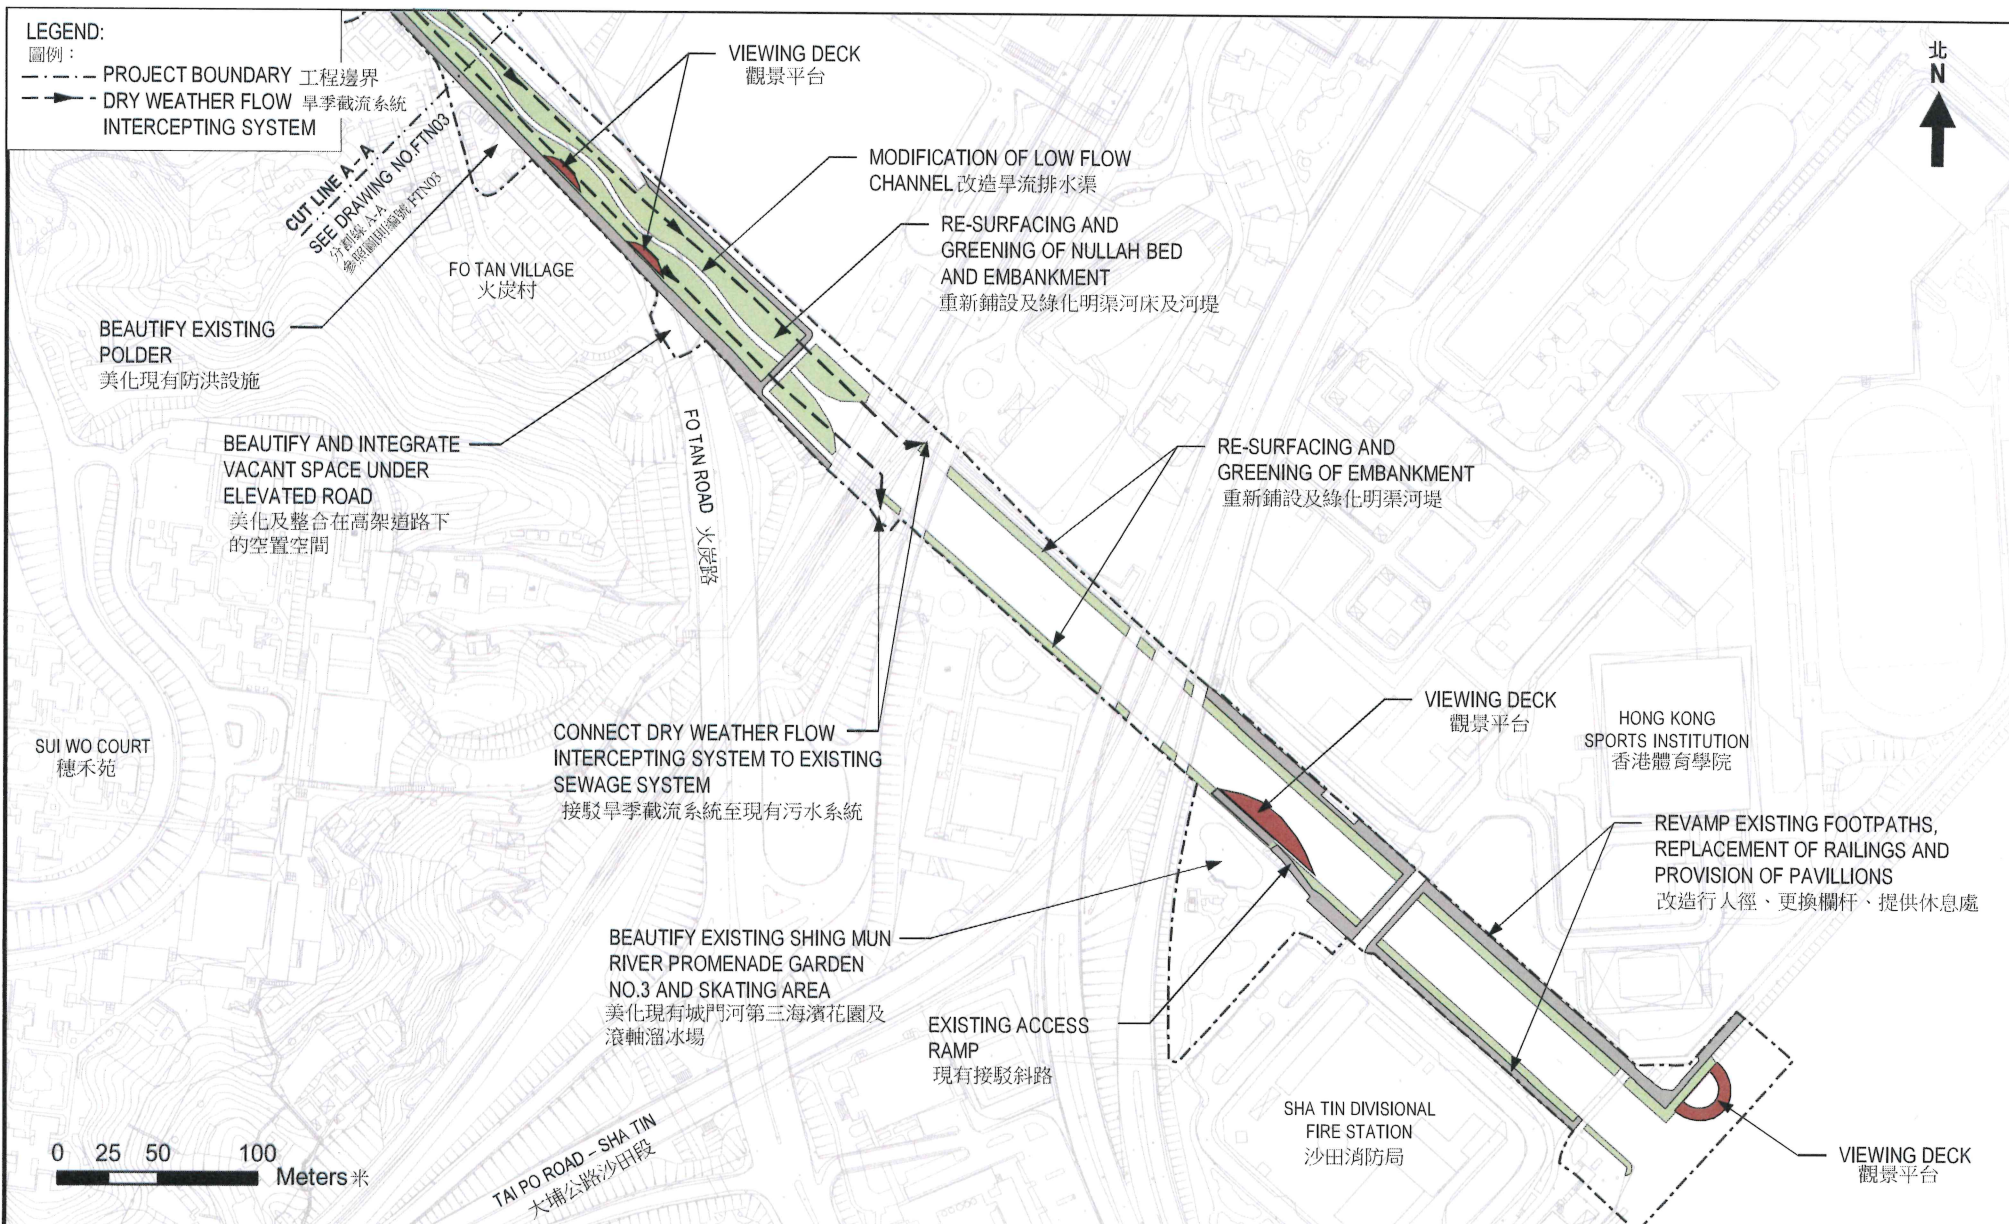 LEGEND:
圖例：
PROJECT BOUNDARY 工程邊界
DRY WEATHER FLOW 旱季截流系統
INTERCEPTING SYSTEM
北
N
VIEWING DECK
觀景平台
CUT LINE A - A
SEE DRAWING NO.FTN03
分割線 A-A
參照圖則編號 FTN03
MODIFICATION OF LOW FLOW
CHANNEL 改造旱流排水渠
RE-SURFACING AND
GREENING OF NULLAH BED
AND EMBANKMENT
重新鋪設及綠化明渠河床及河堤
FO TAN VILLAGE
火炭村
BEAUTIFY EXISTING
POLDER
美化現有防洪設施
BEAUTIFY AND INTEGRATE
VACANT SPACE UNDER
ELEVATED ROAD
美化及整合在高架道路下
的空置空間
FO TAN ROAD 火炭路
RE-SURFACING AND
GREENING OF EMBANKMENT
重新鋪設及綠化明渠河堤
CONNECT DRY WEATHER FLOW
INTERCEPTING SYSTEM TO EXISTING
SEWAGE SYSTEM
接駁旱季截流系統至現有污水系統
SUI WO COURT
穗禾苑
VIEWING DECK
觀景平台
HONG KONG
SPORTS INSTITUTION
香港體育學院
REVAMP EXISTING FOOTPATHS,
REPLACEMENT OF RAILINGS AND
PROVISION OF PAVILLIONS
改造行人徑、更換欄杆、提供休息處
BEAUTIFY EXISTING SHING MUN
RIVER PROMENADE GARDEN
NO.3 AND SKATING AREA
美化現有城門河第三海濱花園及
滾軸溜冰場
EXISTING ACCESS
RAMP
現有接駁斜路
SHA TIN DIVISIONAL
FIRE STATION
沙田消防局
VIEWING DECK
觀景平台
TAI PO ROAD – SHA TIN
大埔公路沙田段
0 25 50 100
Meters 米